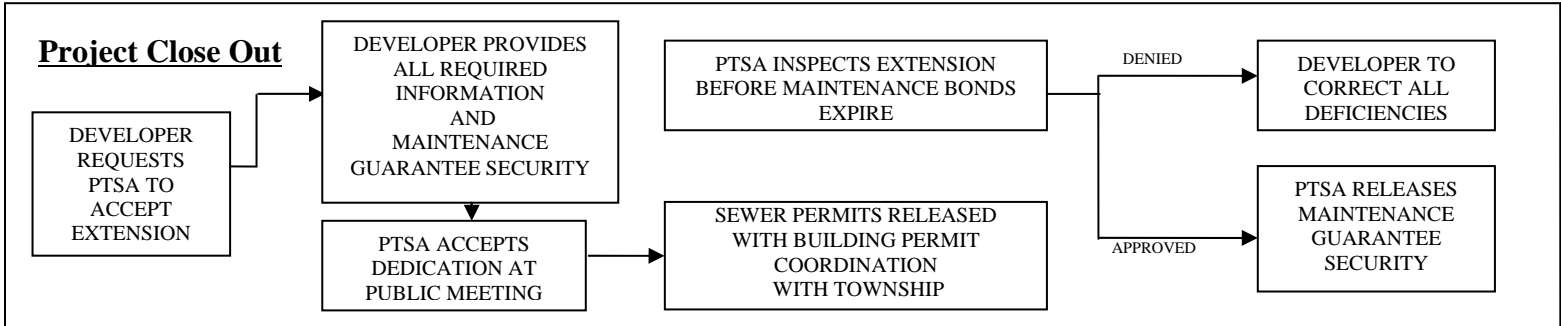 Project Close Out
DEVELOPER
REQUESTS
PTSA TO
ACCEPT
EXTENSION
DEVELOPER PROVIDES
ALL REQUIRED
INFORMATION
AND
MAINTENANCE
GUARANTEE SECURITY
PTSA ACCEPTS
DEDICATION AT
PUBLIC MEETING
SEWER PERMITS RELEASED
WITH BUILDING PERMIT
COORDINATION
WITH TOWNSHIP
PTSA INSPECTS EXTENSION
BEFORE MAINTENANCE BONDS
EXPIRE
DENIED
DEVELOPER TO
CORRECT ALL
DEFICIENCIES
APPROVED
PTSA RELEASES
MAINTENANCE
GUARANTEE
SECURITY